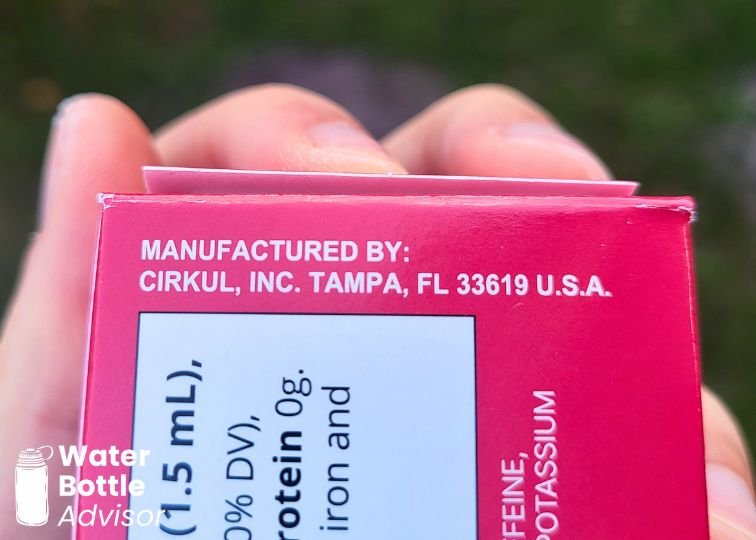 MANUFACTURED BY:
CIRKUL, INC. TAMPA, FL 33619 U.S.A.
(1.5 mL),
0% DV),
rotein 0g.
iron and
FFEINE,
POTASSIUM
Water
Bottle
Advisor